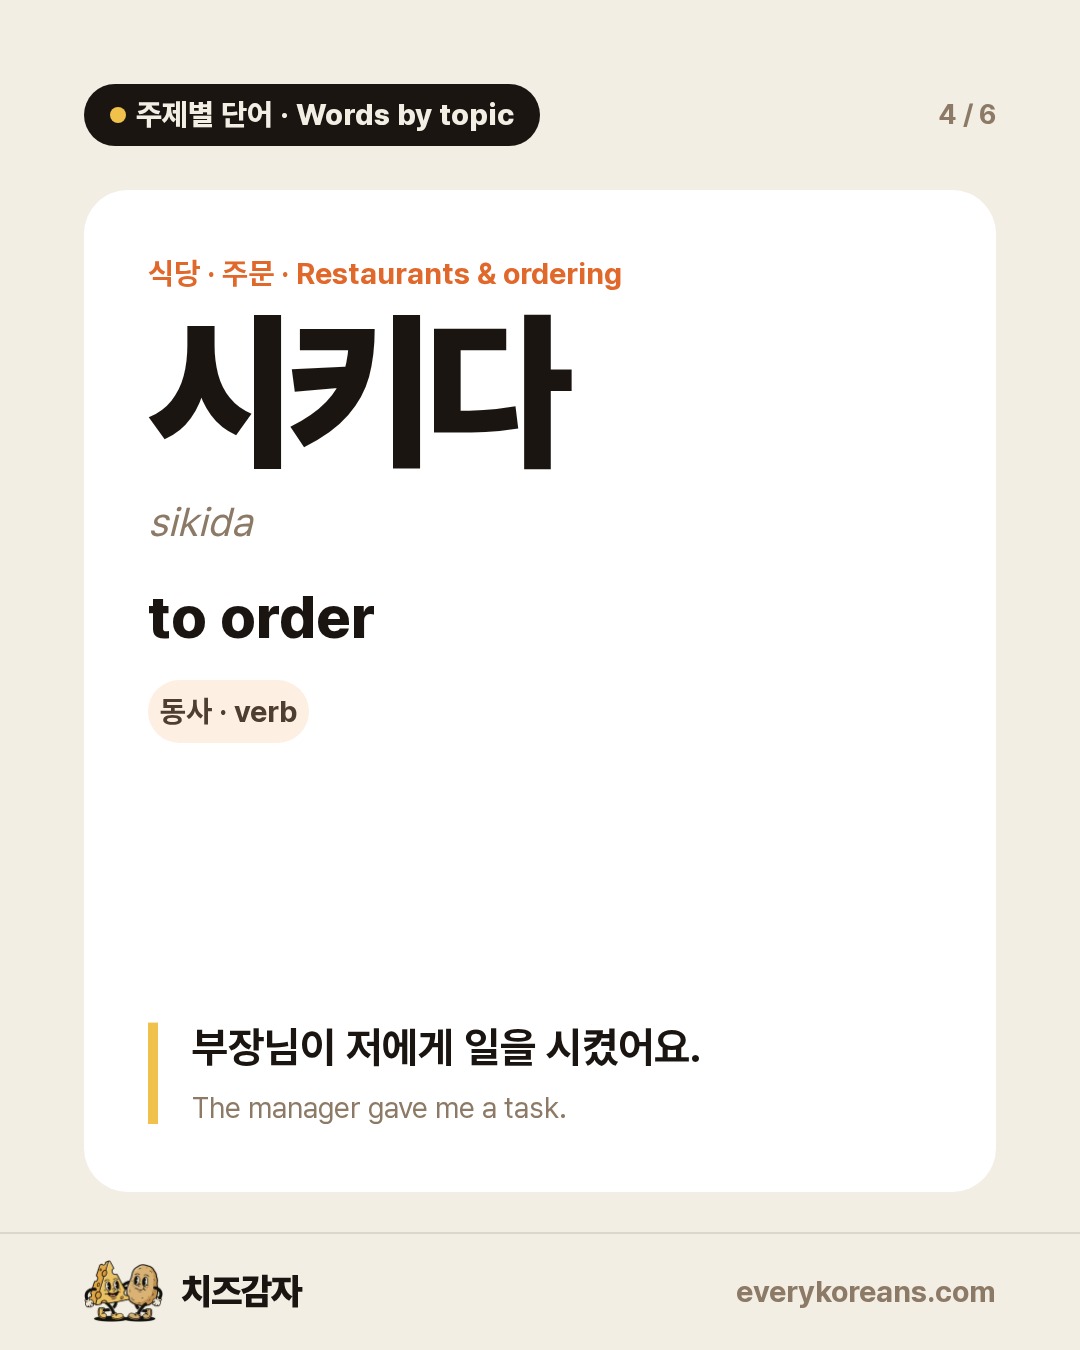 주제별 단어 · Words by topic
4 / 6
식당 · 주문 · Restaurants & ordering
시키다
sikida
to order
동사 · verb
부장님이 저에게 일을 시켰어요.
The manager gave me a task.
치즈감자
everykoreans.com